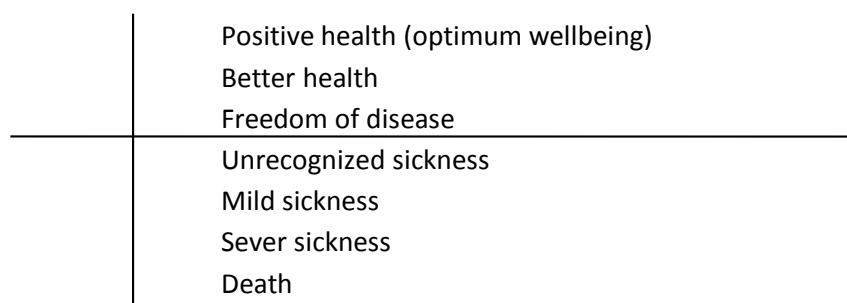 Positive health (optimum wellbeing)
Better health
Freedom of disease
Unrecognized sickness
Mild sickness
Sever sickness
Death